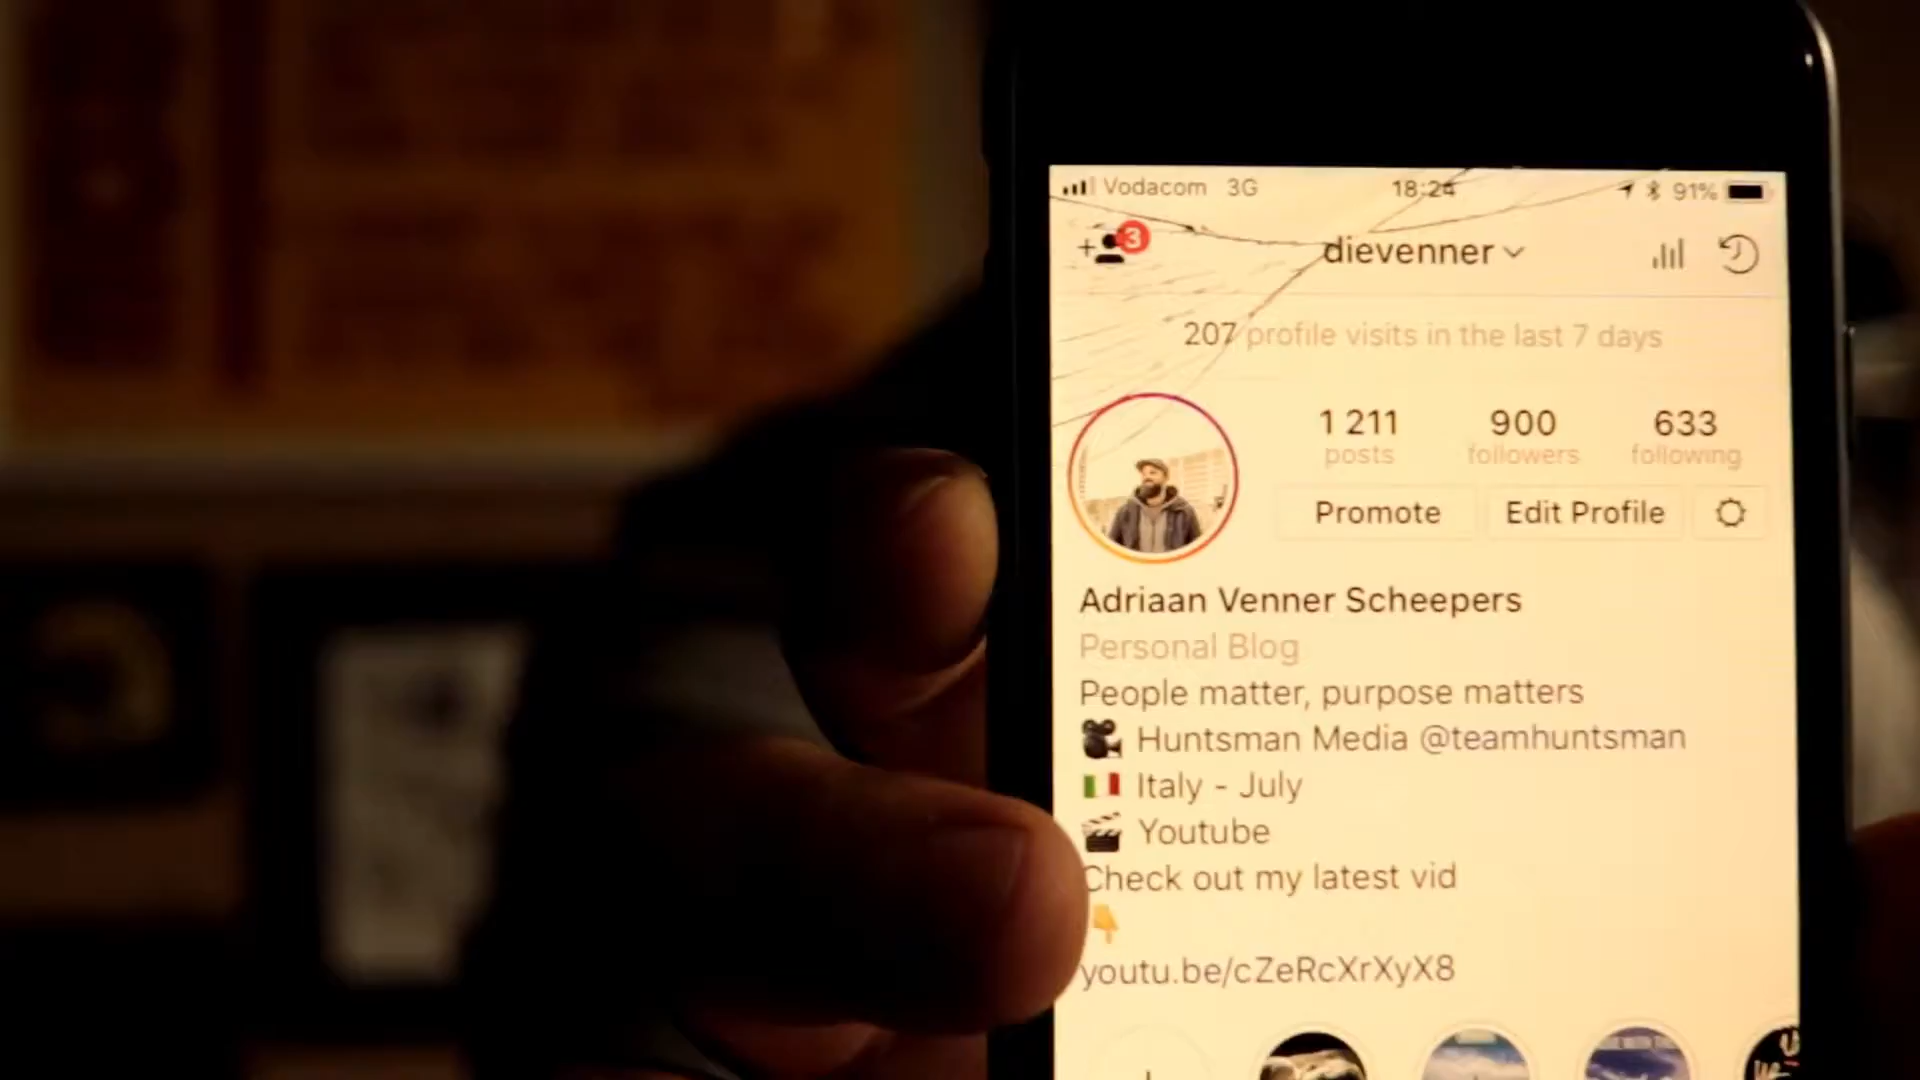 Vodacom 3G 18:24 91%
3
dievenner
207 profile visits in the last 7 days
1 211 900 633
posts followers following
Promote Edit Profile
Adriaan Venner Scheepers
Personal Blog
People matter, purpose matters
Huntsman Media @teamhuntsman
Italy - July
Youtube
Check out my latest vid
youtu.be/cZeRcXrXyX8